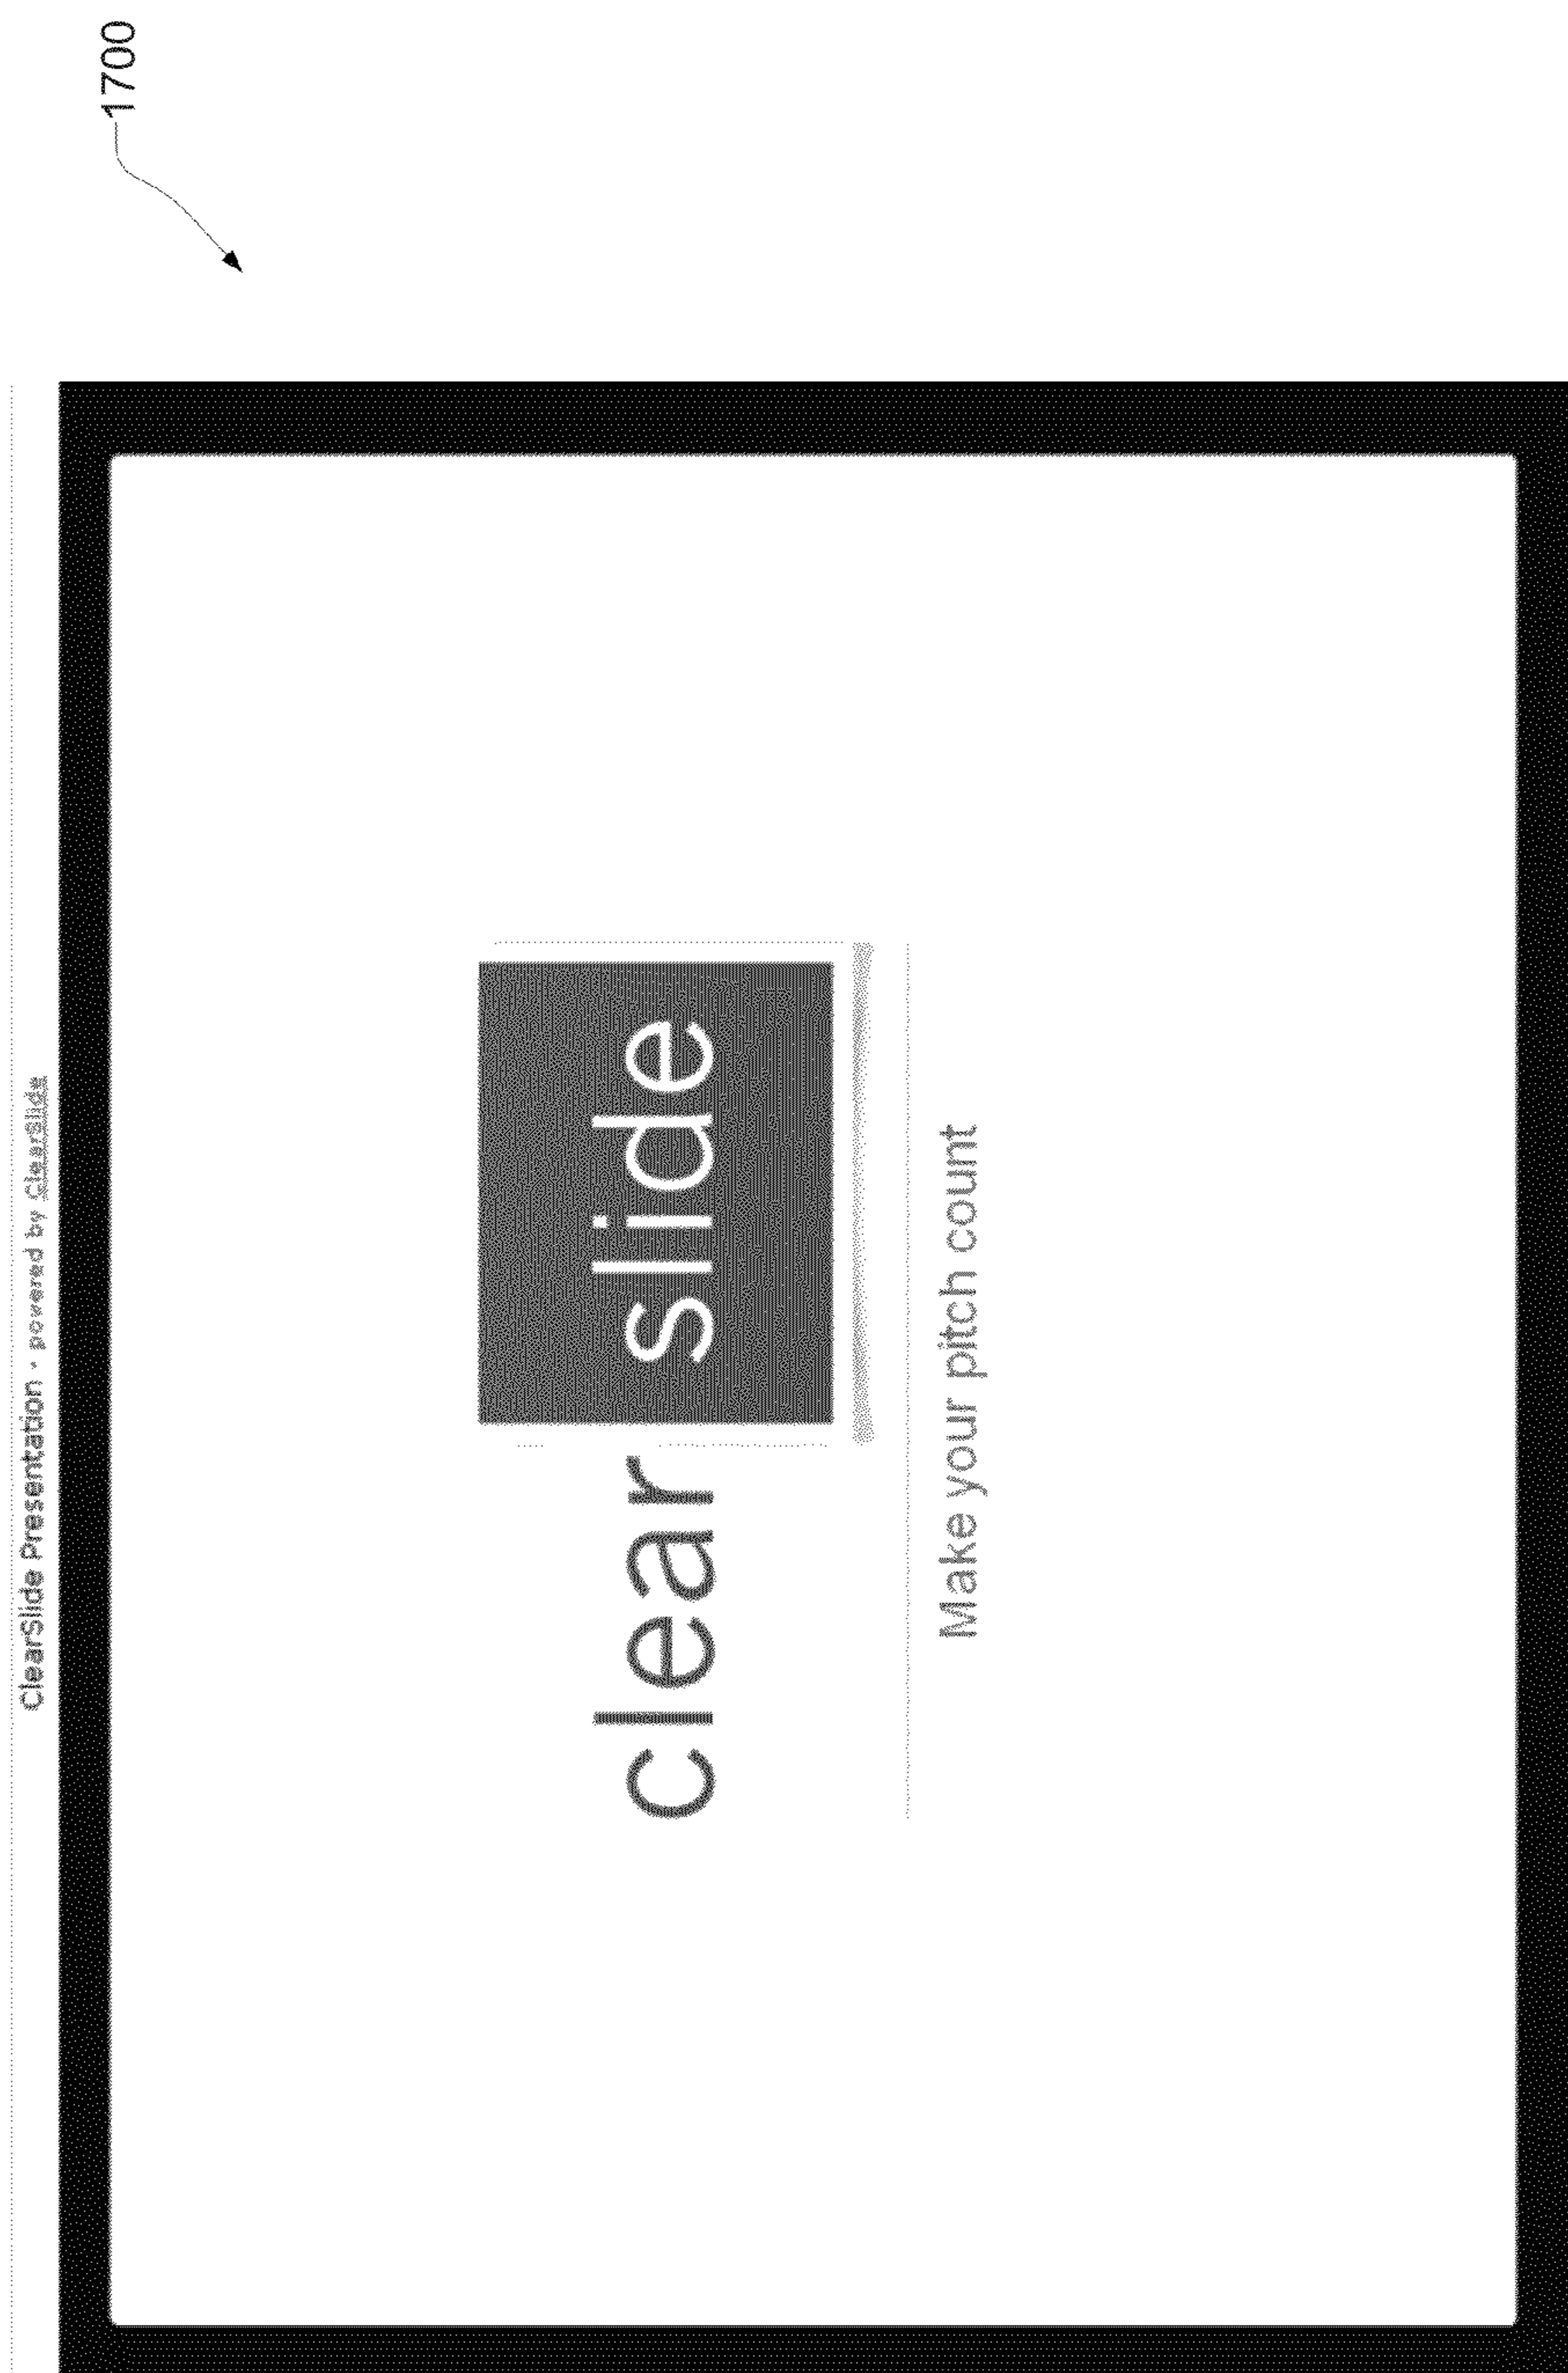 1700
ClearSlide Presentation · powered by ClearSlide
clear slide
Make your pitch count